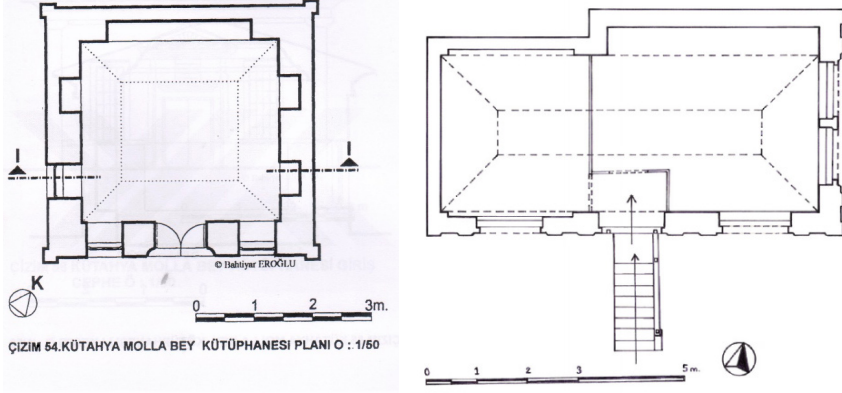 I I
© Bahtiyar EROĞLU
K
0 1 2 3m.
ÇIZIM 54.KÜTAHYA MOLLA BEY KÜTÜPHANESI PLANI O : 1/50
0 1 2 3 5 m.